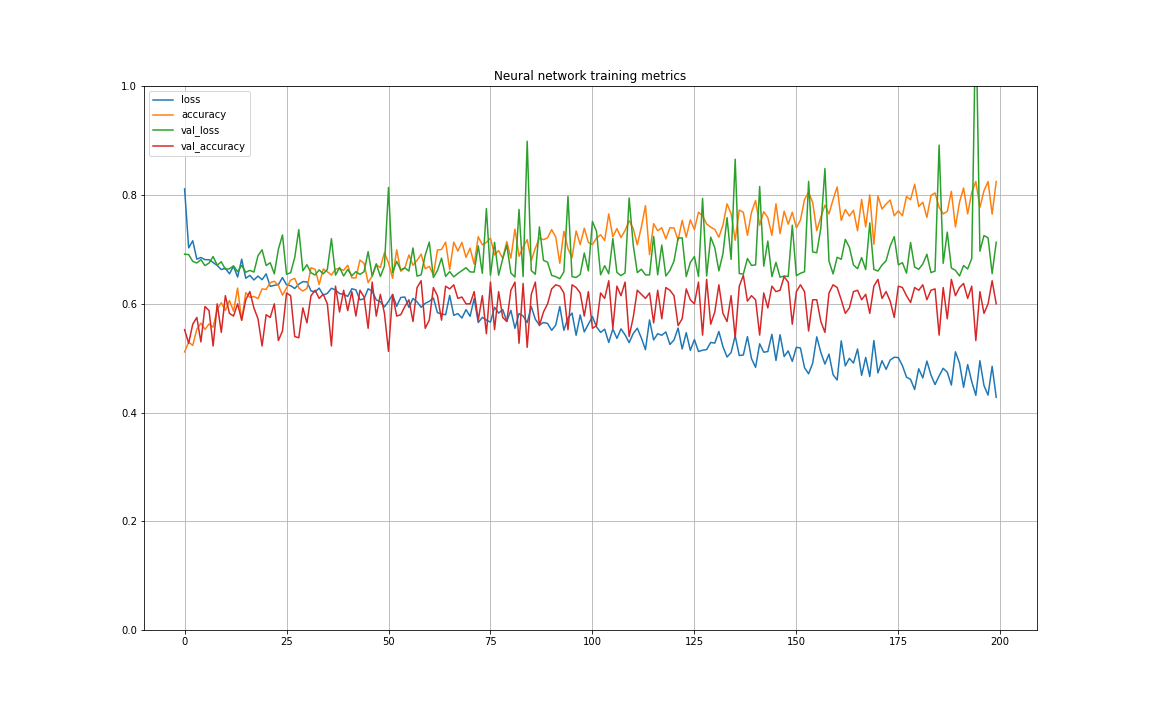 Neural network training metrics
1.0
0.8
0.6
0.4
0.2
0.0
loss
accuracy
val_loss
val_accuracy
0 25 50 75 100 125 150 175 200